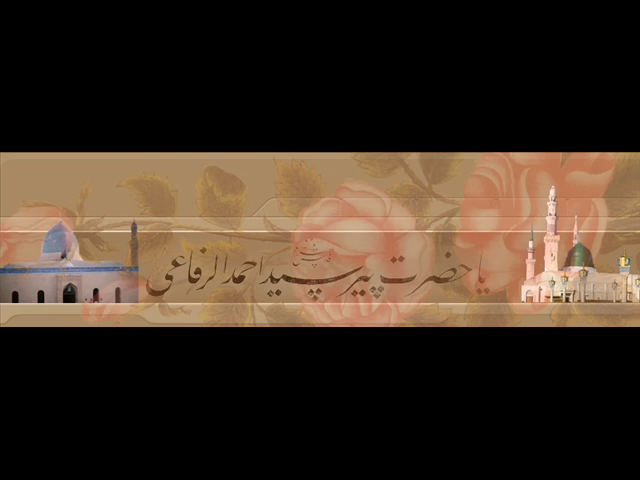 یا حضرت پیر سید احمد الرفاعی